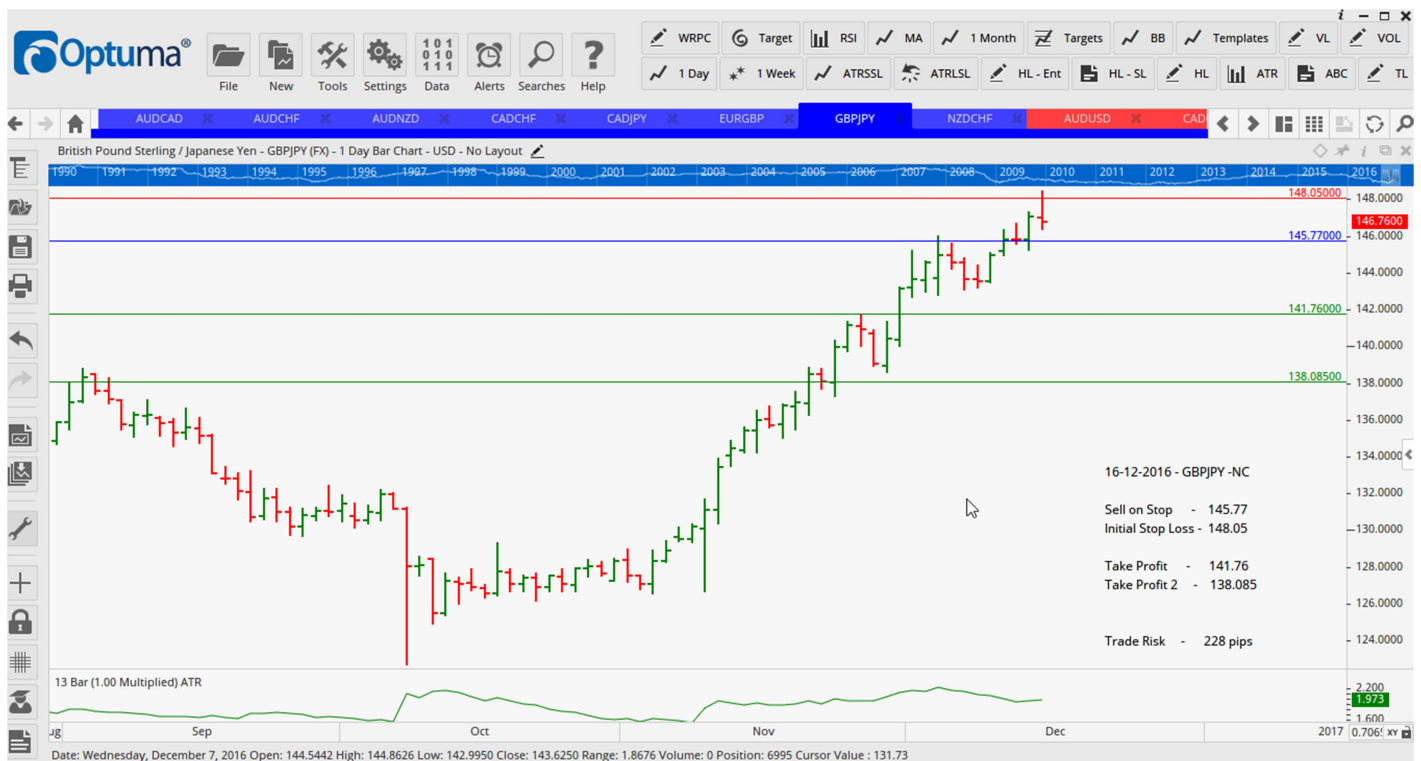 Optuma®
File New Tools Settings Data Alerts Searches Help
WRPC Target RSI MA 1 Month Targets BB Templates VL VOL
1 Day 1 Week ATRSSL ATRLSL HL - Ent HL - SL HL ATR ABC TL
AUDCAD AUDCHF AUDNZD CADCHF CADJPY EURGBP GBPJPY NZDCHF AUDUSD CAD
British Pound Sterling / Japanese Yen - GBPJPY (FX) - 1 Day Bar Chart - USD - No Layout
1990 1991 1992 1993 1994 1995 1996 1997 1998 1999 2000 2001 2002 2003 2004 2005 2006 2007 2008 2009 2010 2011 2012 2013 2014 2015 2016
148.05000
148.0000
146.7600
145.77000
146.0000
144.0000
141.76000
142.0000
140.0000
138.08500
138.0000
136.0000
134.0000
16-12-2016 - GBPJPY -NC
132.0000
Sell on Stop - 145.77
Initial Stop Loss - 148.05
130.0000
Take Profit - 141.76
128.0000
Take Profit 2 - 138.085
126.0000
Trade Risk - 228 pips
124.0000
13 Bar (1.00 Multiplied) ATR
2.200
1.973
1.600
ug Sep Oct Nov Dec 2017 0.706 XY
Date: Wednesday, December 7, 2016 Open: 144.5442 High: 144.8626 Low: 142.9950 Close: 143.6250 Range: 1.8676 Volume: 0 Position: 6995 Cursor Value : 131.73